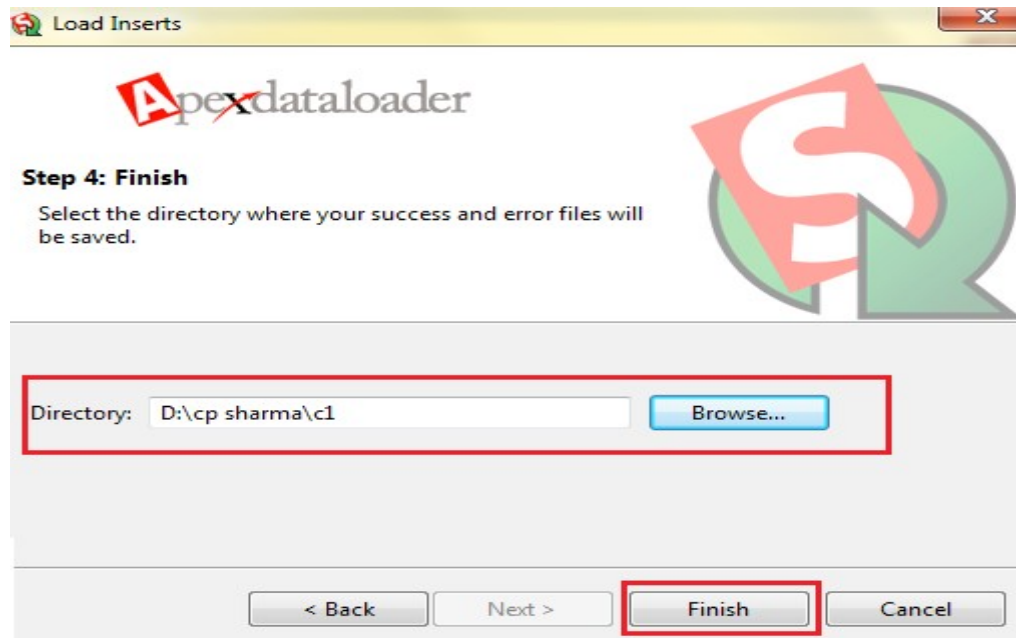 Load Inserts
x
Apexdataloader
Step 4: Finish
Select the directory where your success and error files will
be saved.
S
Directory: D:\cp sharma\c1 Browse...
< Back Next > Finish Cancel